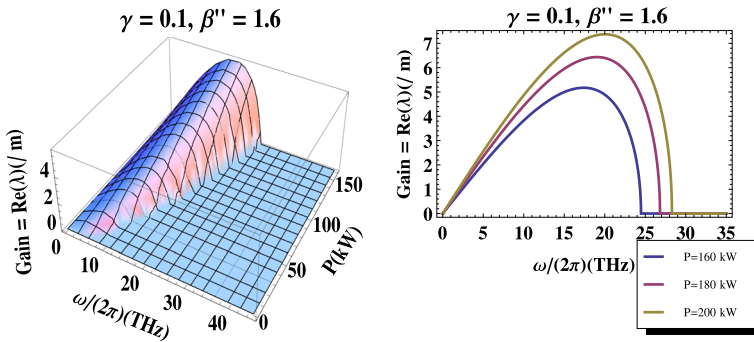 γ = 0.1, β'' = 1.6
Gain = Re(λ)(/ m)
4
2
0
0
10
20
30
40
ω/(2π)(THz)
0
50
100
150
P(kW)
γ = 0.1, β'' = 1.6
Gain = Re(λ)(/ m)
7
6
5
4
3
2
1
0
0 5 10 15 20 25 30 35
ω/(2π)(THz)
P=160 kW
P=180 kW
P=200 kW